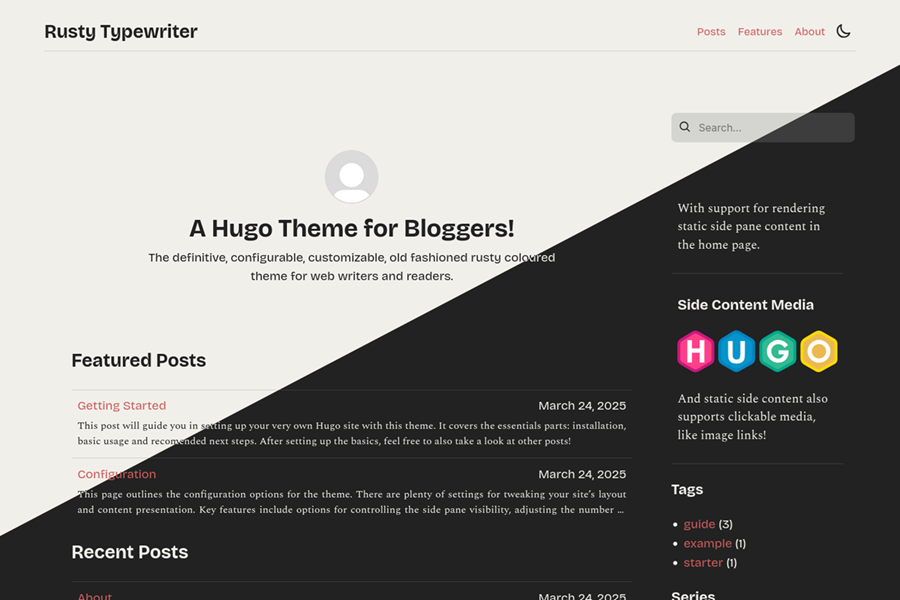 Rusty Typewriter
Posts Features About
Search...
A Hugo Theme for Bloggers!
The definitive, configurable, customizable, old fashioned rusty coloured
theme for web writers and readers.
Featured Posts
Getting Started March 24, 2025
This post will guide you in setting up your very own Hugo site with this theme. It covers the essentials parts: installation,
basic usage and recomended next steps. After setting up the basics, feel free to also take a look at other posts!
Configuration March 24, 2025
This page outlines the configuration options for the theme. There are plenty of settings for tweaking your site's layout
and content presentation. Key features include options for controlling the side pane visibility, adjusting the number ...
Recent Posts
About March 24, 2025
With support for rendering
static side pane content in
the home page.
Side Content Media
HUGO
And static side content also
supports clickable media,
like image links!
Tags
guide (3)
example (1)
starter (1)
Series